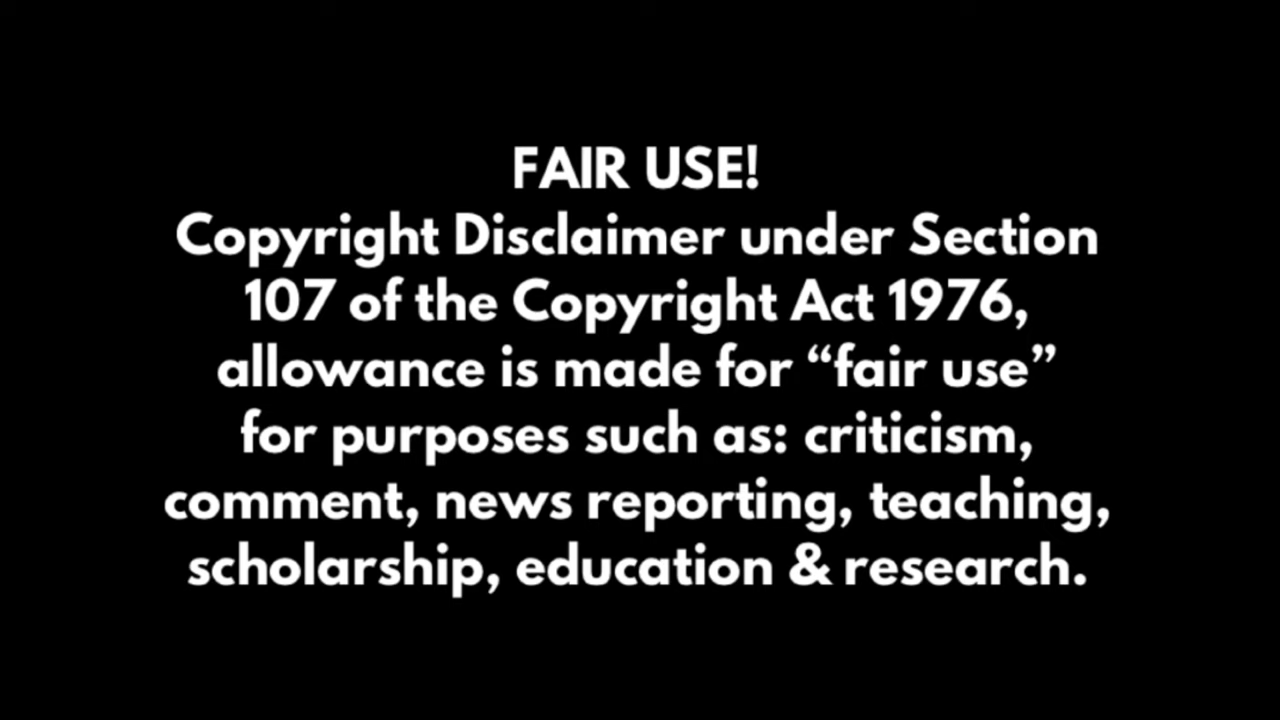 FAIR USE!
Copyright Disclaimer under Section
107 of the Copyright Act 1976,
allowance is made for “fair use”
for purposes such as: criticism,
comment, news reporting, teaching,
scholarship, education & research.